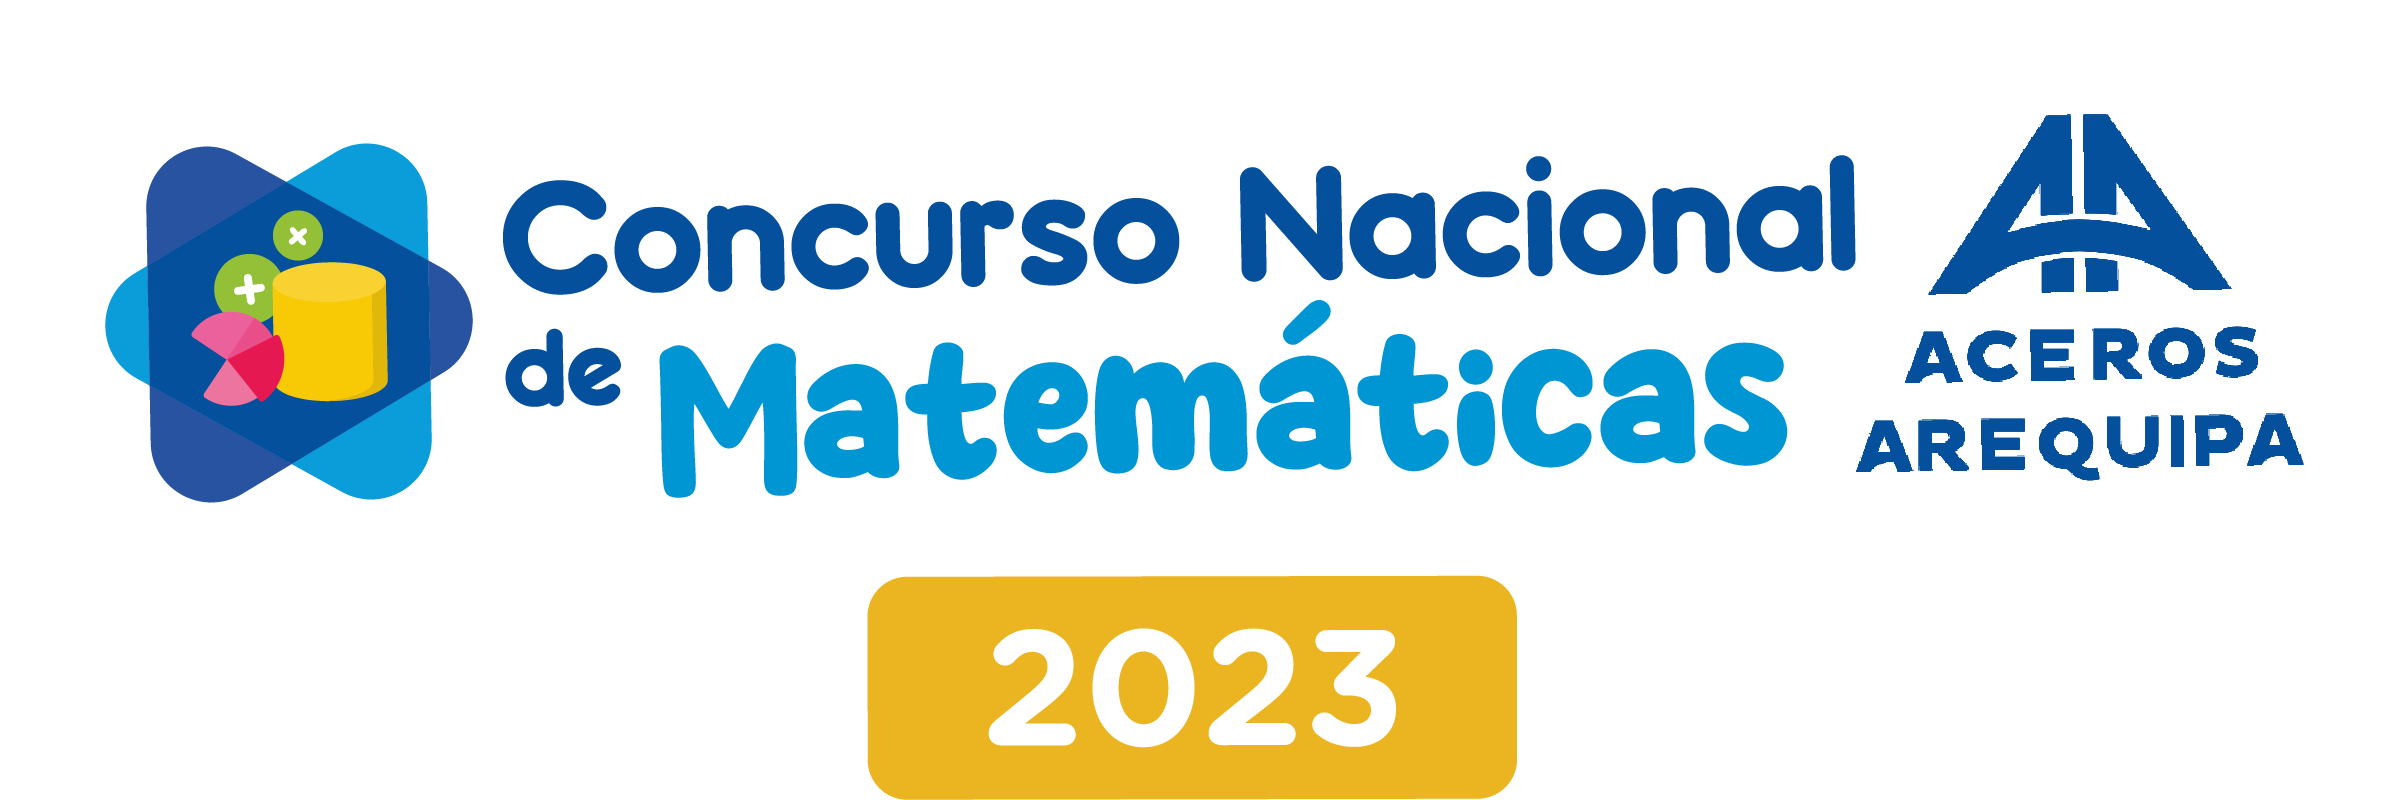 Concurso Nacional
de Matemáticas
ACEROS
AREQUIPA
2023